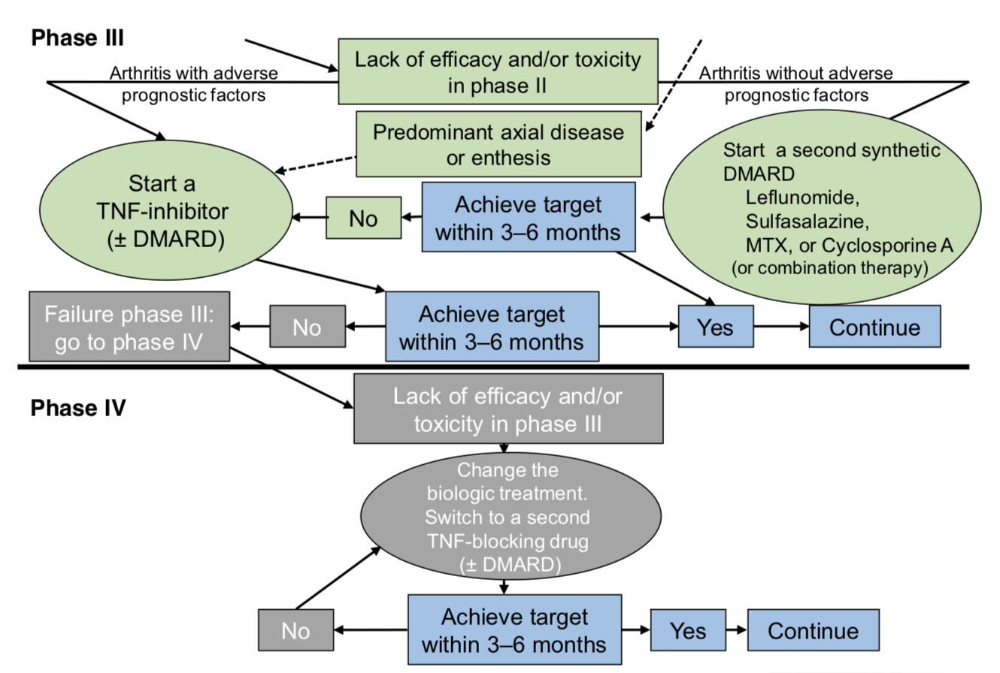 Phase III
Lack of efficacy and/or toxicity
in phase II
Arthritis with adverse
prognostic factors
Arthritis without adverse
prognostic factors
Predominant axial disease
or enthesis
Start a
TNF-inhibitor
(± DMARD)
No
Achieve target
within 3–6 months
Start a second synthetic
DMARD
Leflunomide,
Sulfasalazine,
MTX, or Cyclosporine A
(or combination therapy)
Failure phase III:
go to phase IV
No
Achieve target
within 3–6 months
Yes
Continue
Phase IV
Lack of efficacy and/or
toxicity in phase III
Change the
biologic treatment.
Switch to a second
TNF-blocking drug
(± DMARD)
No
Achieve target
within 3–6 months
Yes
Continue